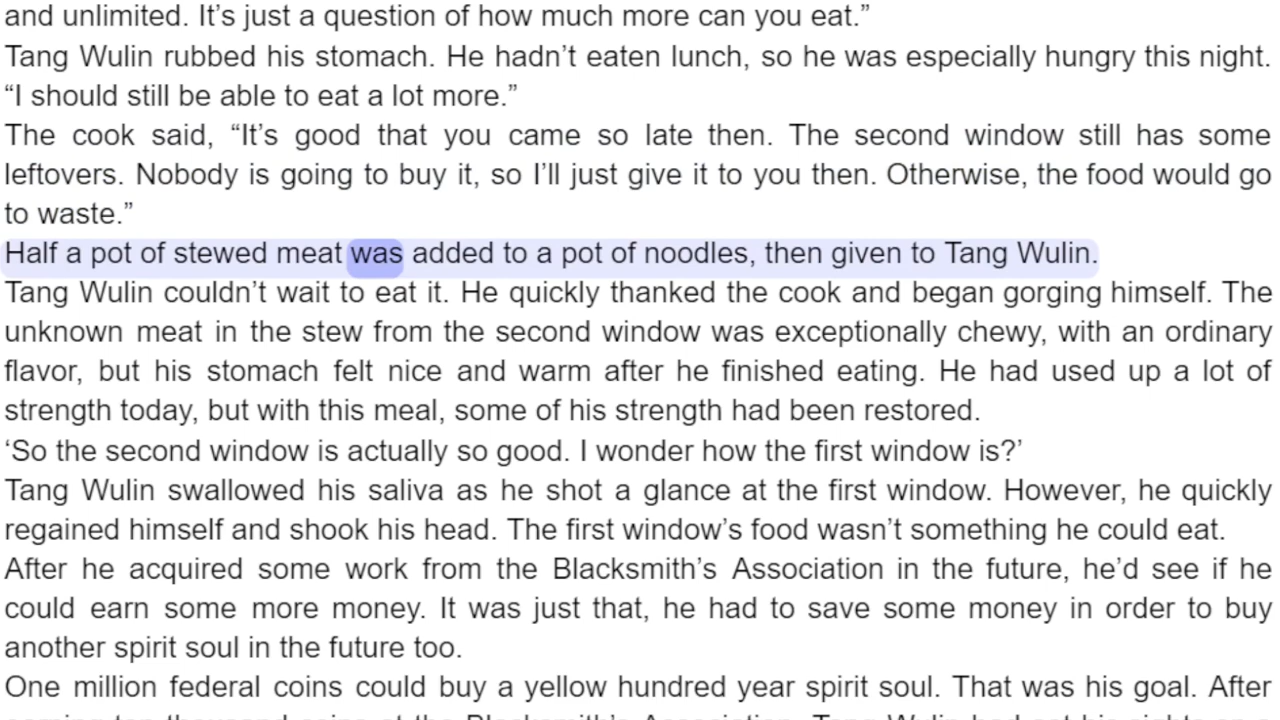 and unlimited. It’s just a question of how much more can you eat.”
Tang Wulin rubbed his stomach. He hadn’t eaten lunch, so he was especially hungry this night.
“I should still be able to eat a lot more.”
The cook said, “It’s good that you came so late then. The second window still has some
leftovers. Nobody is going to buy it, so I’ll just give it to you then. Otherwise, the food would go
to waste.”
Half a pot of stewed meat was added to a pot of noodles, then given to Tang Wulin.
Tang Wulin couldn’t wait to eat it. He quickly thanked the cook and began gorging himself. The
unknown meat in the stew from the second window was exceptionally chewy, with an ordinary
flavor, but his stomach felt nice and warm after he finished eating. He had used up a lot of
strength today, but with this meal, some of his strength had been restored.
‘So the second window is actually so good. I wonder how the first window is?’
Tang Wulin swallowed his saliva as he shot a glance at the first window. However, he quickly
regained himself and shook his head. The first window’s food wasn’t something he could eat.
After he acquired some work from the Blacksmith’s Association in the future, he’d see if he
could earn some more money. It was just that, he had to save some money in order to buy
another spirit soul in the future too.
One million federal coins could buy a yellow hundred year spirit soul. That was his goal. After